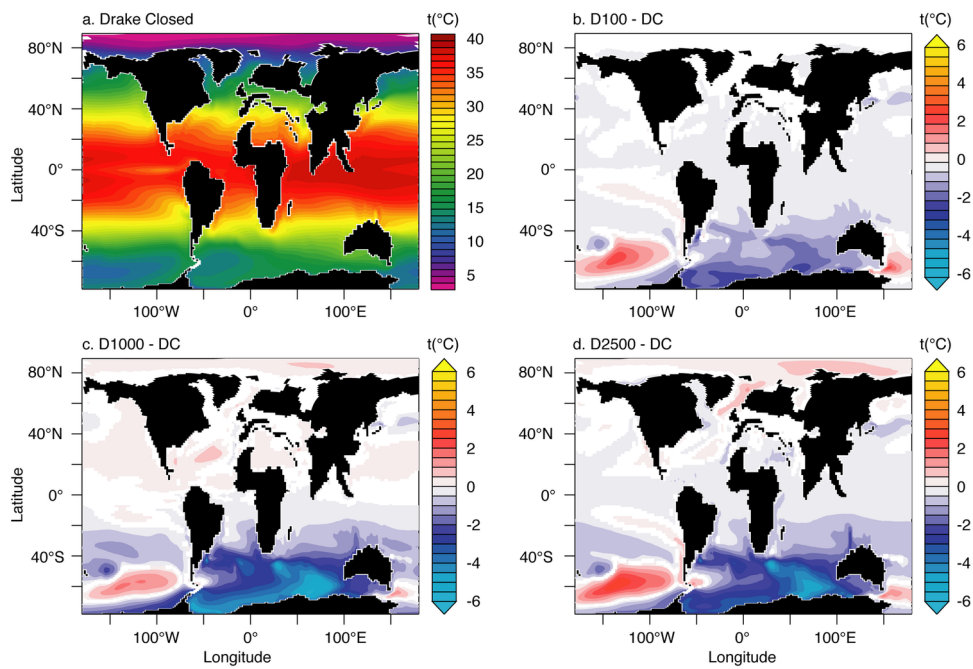 a. Drake Closed t(°C) b. D100 - DC t(°C)
80°N 40 80°N 6
35 4
40°N 30 40°N 2
Latitude 0° 25 0° 0
20 -2
40°S 15 40°S -4
10 -6
5
100°W 0° 100°E 100°W 0° 100°E
c. D1000 - DC t(°C) d. D2500 - DC t(°C)
80°N 6 80°N 6
4 4
40°N 2 40°N 2
Latitude 0° 0 0° 0
-2 -2
40°S -4 40°S -4
-6 -6
100°W 0° 100°E 100°W 0° 100°E
Longitude Longitude